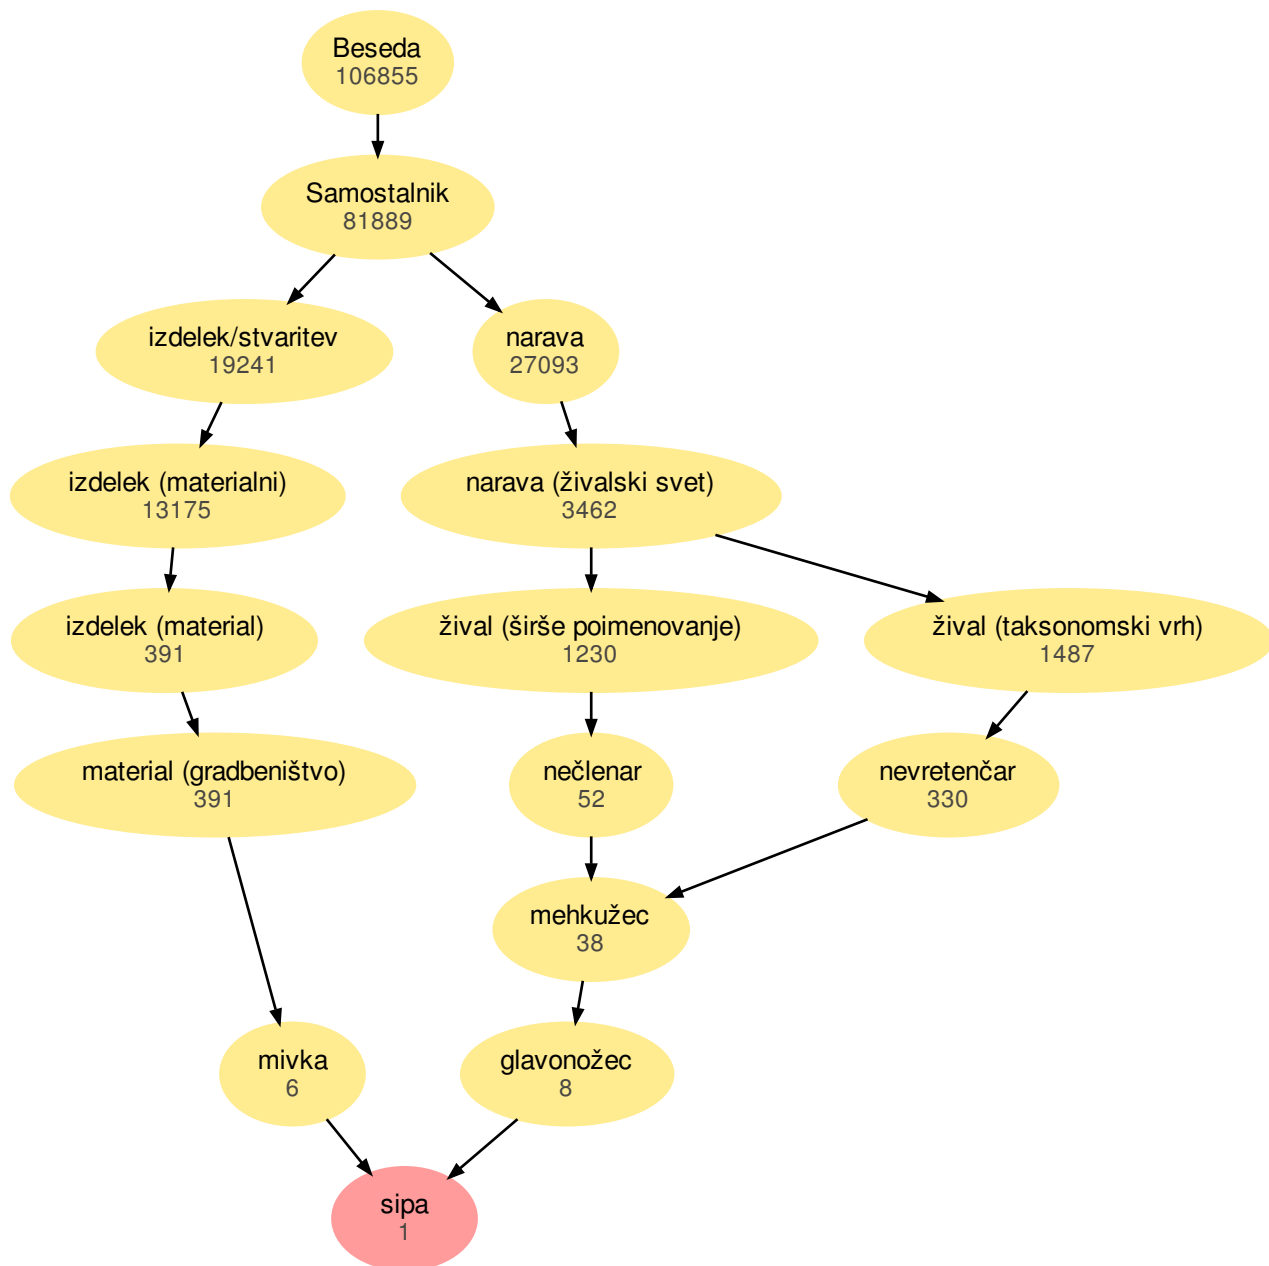 Beseda
106855
Samostalnik
81889
izdelek/stvaritev
19241
narava
27093
izdelek (materialni)
13175
narava (živalski svet)
3462
izdelek (material)
391
žival (širše poimenovanje)
1230
žival (taksonomski vrh)
1487
material (gradbeništvo)
391
nečlenar
52
nevretenčar
330
mehkužec
38
mivka
6
glavonožec
8
sipa
1